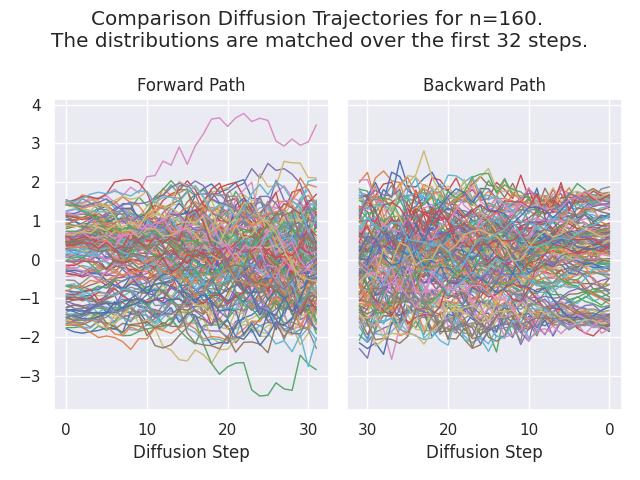 Comparison Diffusion Trajectories for n=160.
The distributions are matched over the first 32 steps.
Forward Path
Backward Path
4
3
2
1
0
−1
−2
−3
0 10 20 30
30 20 10 0
Diffusion Step
Diffusion Step